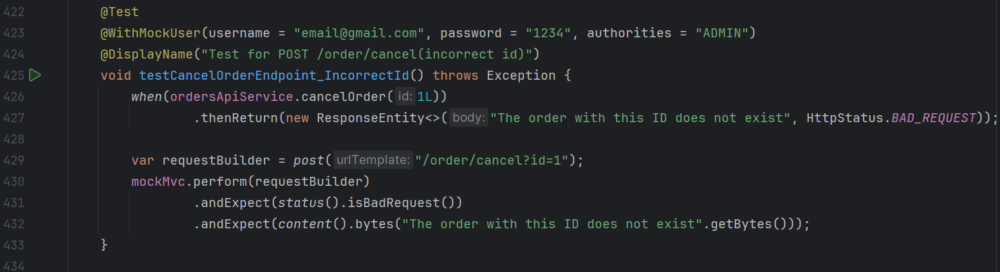 422 @Test
423 @WithMockUser(username = "email@gmail.com", password = "1234", authorities = "ADMIN")
424 @DisplayName("Test for POST /order/cancel(incorrect id)")
425 void testCancelOrderEndpoint_IncorrectId() throws Exception {
426 when(ordersApiService.cancelOrder( id: 1L))
427 .thenReturn(new ResponseEntity<>( body: "The order with this ID does not exist", HttpStatus.BAD_REQUEST));
428
429 var requestBuilder = post( urlTemplate: "/order/cancel?id=1");
430 mockMvc.perform(requestBuilder)
431 .andExpect(status().isBadRequest())
432 .andExpect(content().bytes("The order with this ID does not exist".getBytes()));
433 }
434